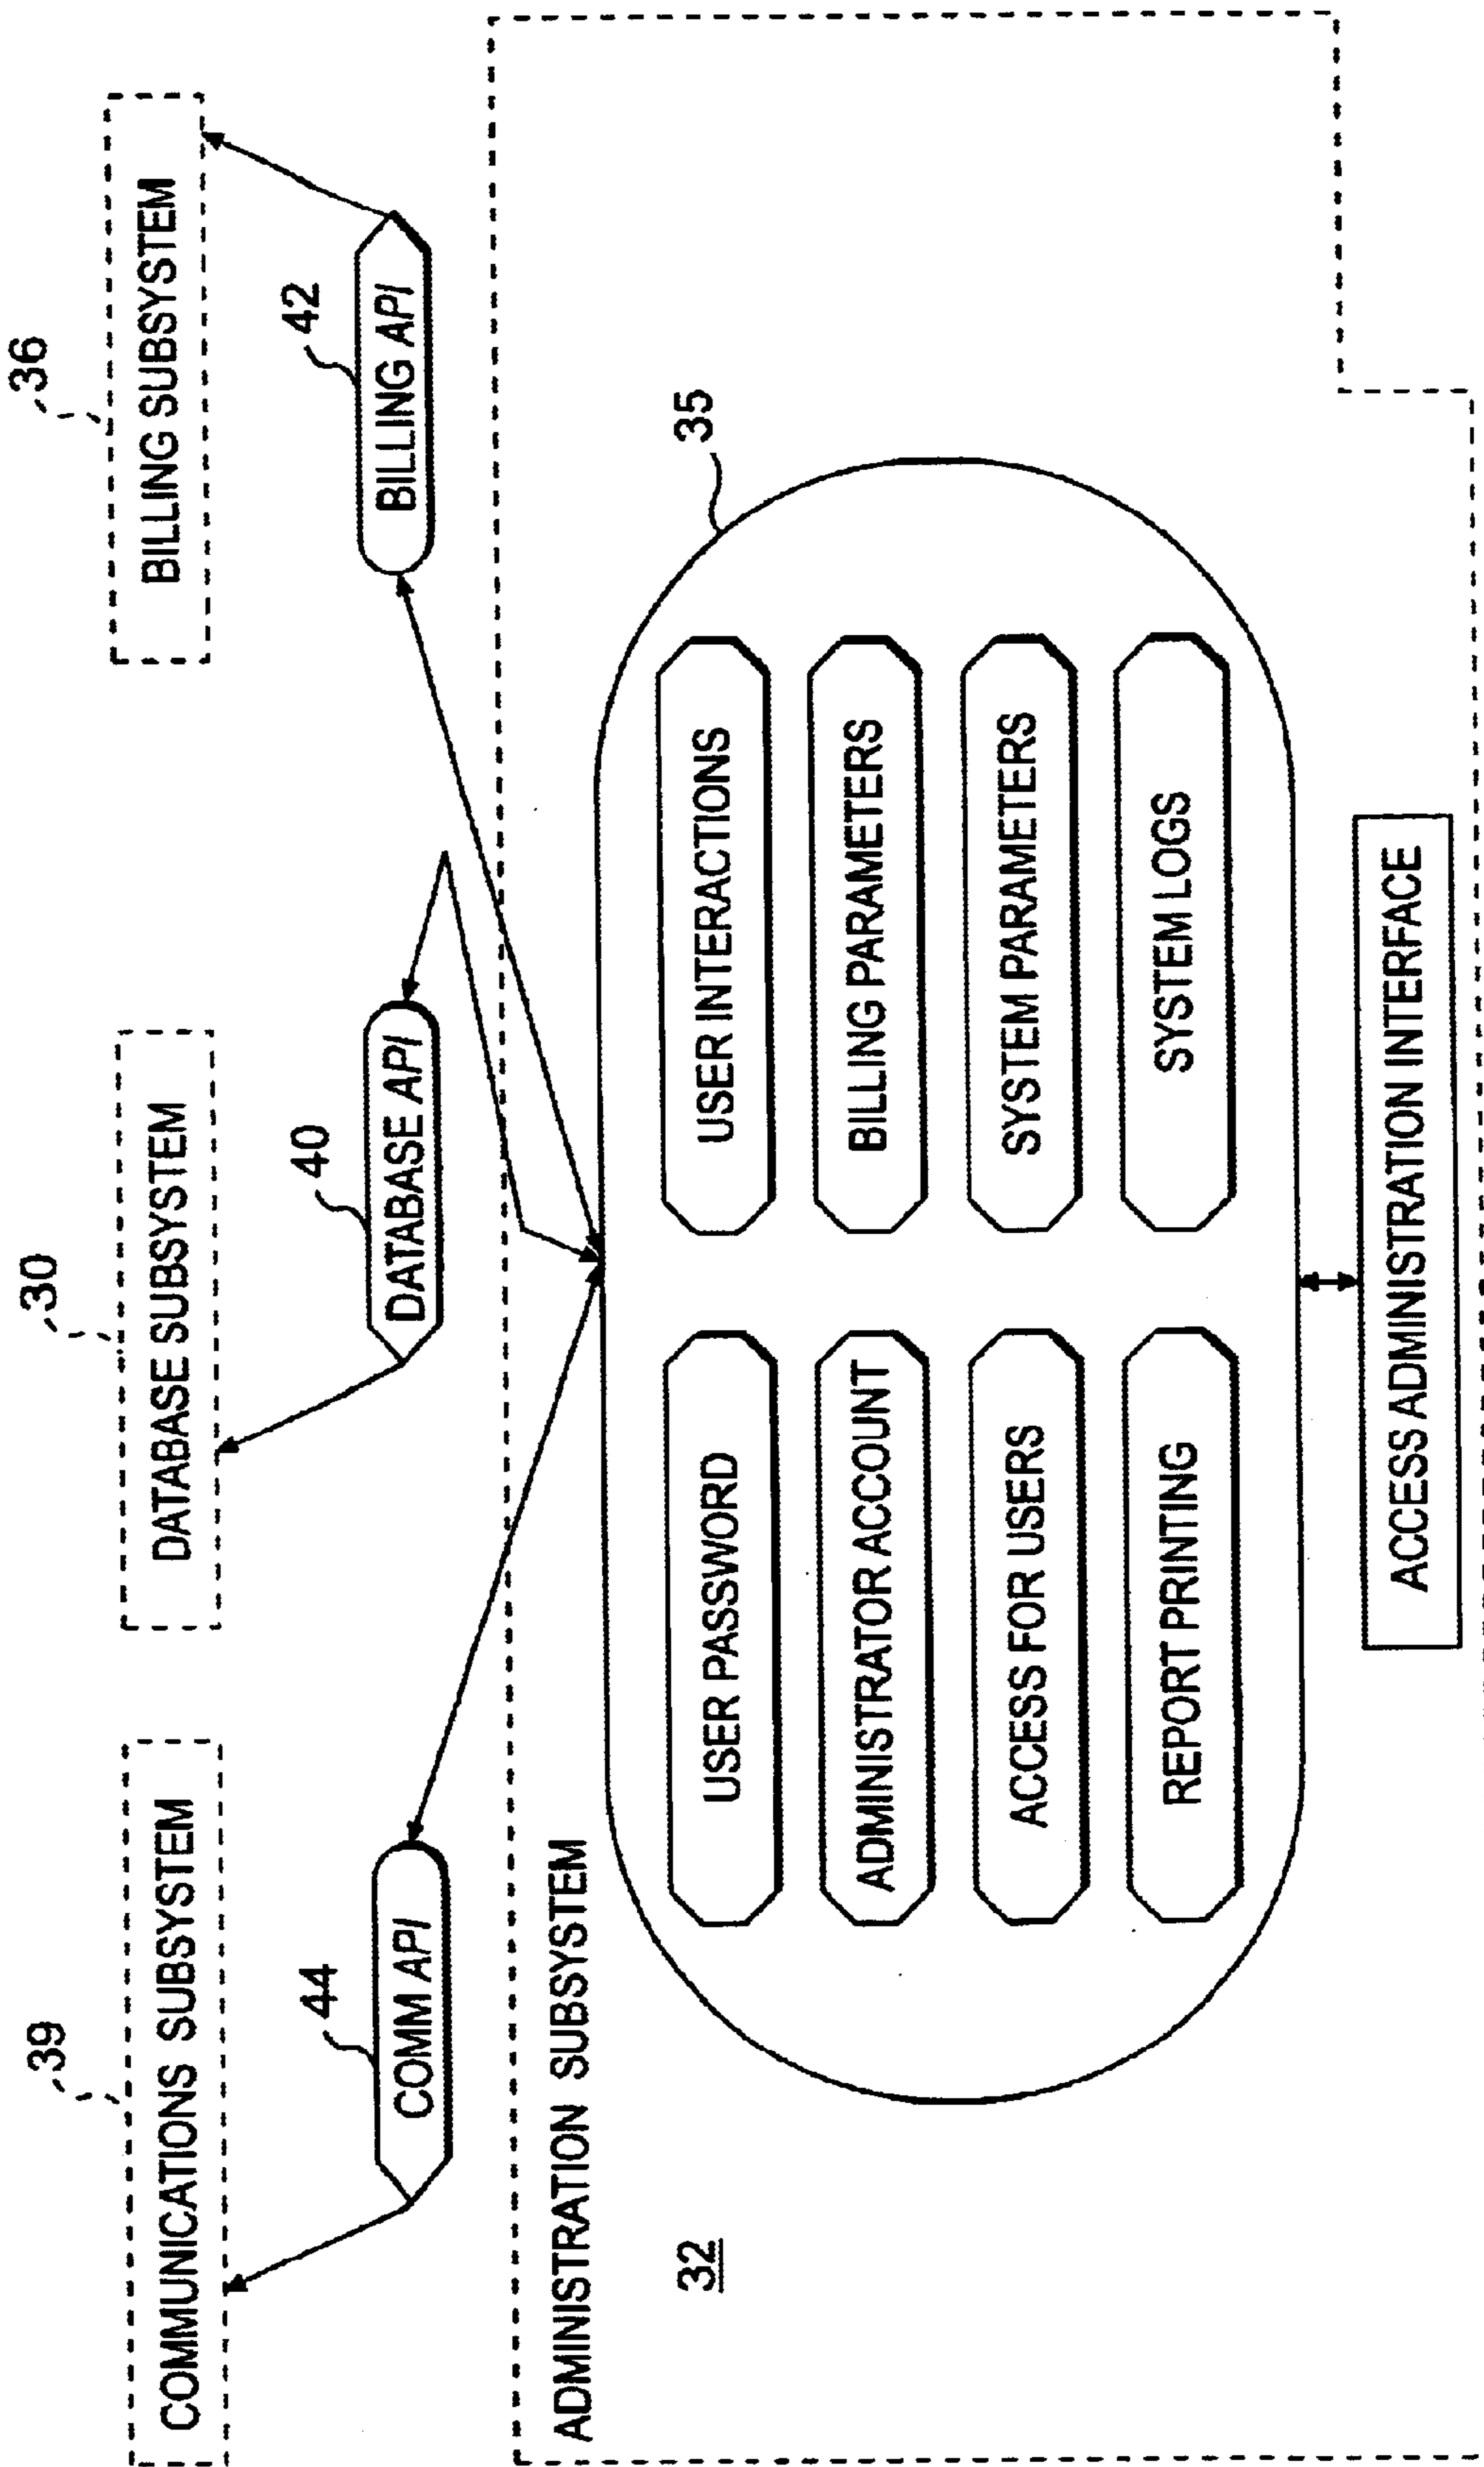 39
30
36
COMMUNICATIONS SUBSYSTEM
DATABASE SUBSYSTEM
BILLING SUBSYSTEM
44
40
42
COMM API
DATABASE API
BILLING API
ADMINISTRATION SUBSYSTEM
32
35
USER PASSWORD
USER INTERACTIONS
ADMINISTRATOR ACCOUNT
BILLING PARAMETERS
ACCESS FOR USERS
SYSTEM PARAMETERS
REPORT PRINTING
SYSTEM LOGS
ACCESS ADMINISTRATION INTERFACE